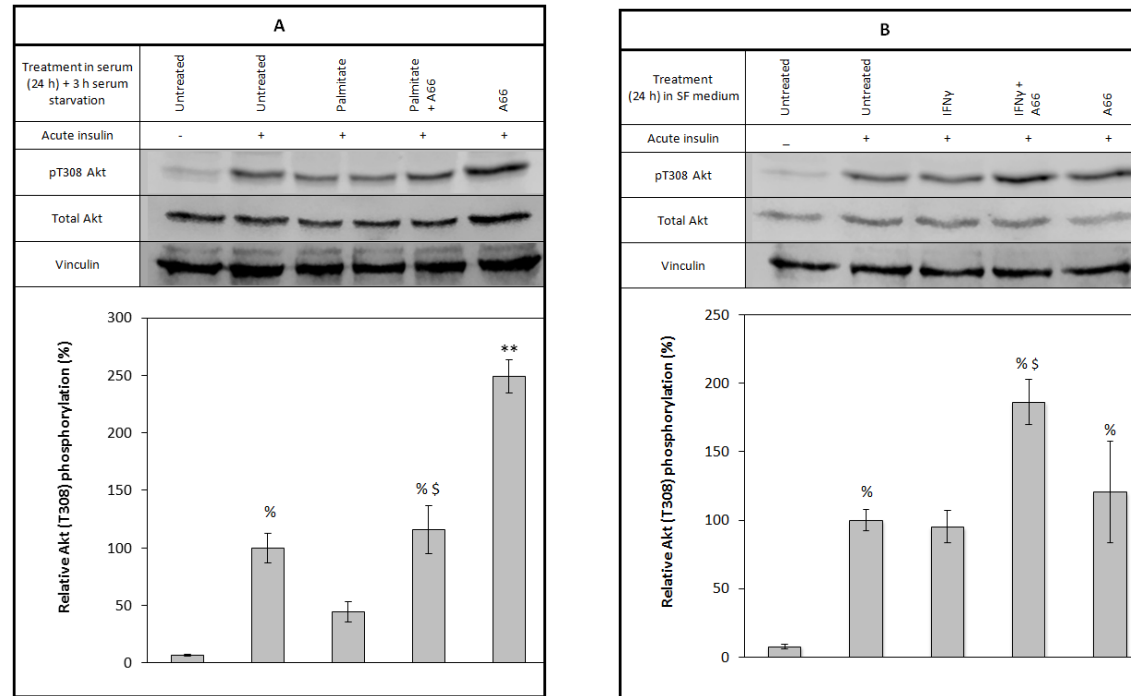 A
Treatment in serum
(24 h) + 3 h serum
starvation
Untreated
Untreated
Palmitate
Palmitate
+ A66
A66
Acute insulin
- + + + +
pT308 Akt
Total Akt
Vinculin
Relative Akt (T308) phosphorylation (%)
300
250
200
150
100
50
0
%
% $
**
B
Treatment
(24 h) in SF medium
Untreated
Untreated
IFNγ
IFNγ +
A66
A66
Acute insulin
_ + + + +
pT308 Akt
Total Akt
Vinculin
Relative Akt (T308) phosphorylation (%)
250
200
150
100
50
0
%
% $
%